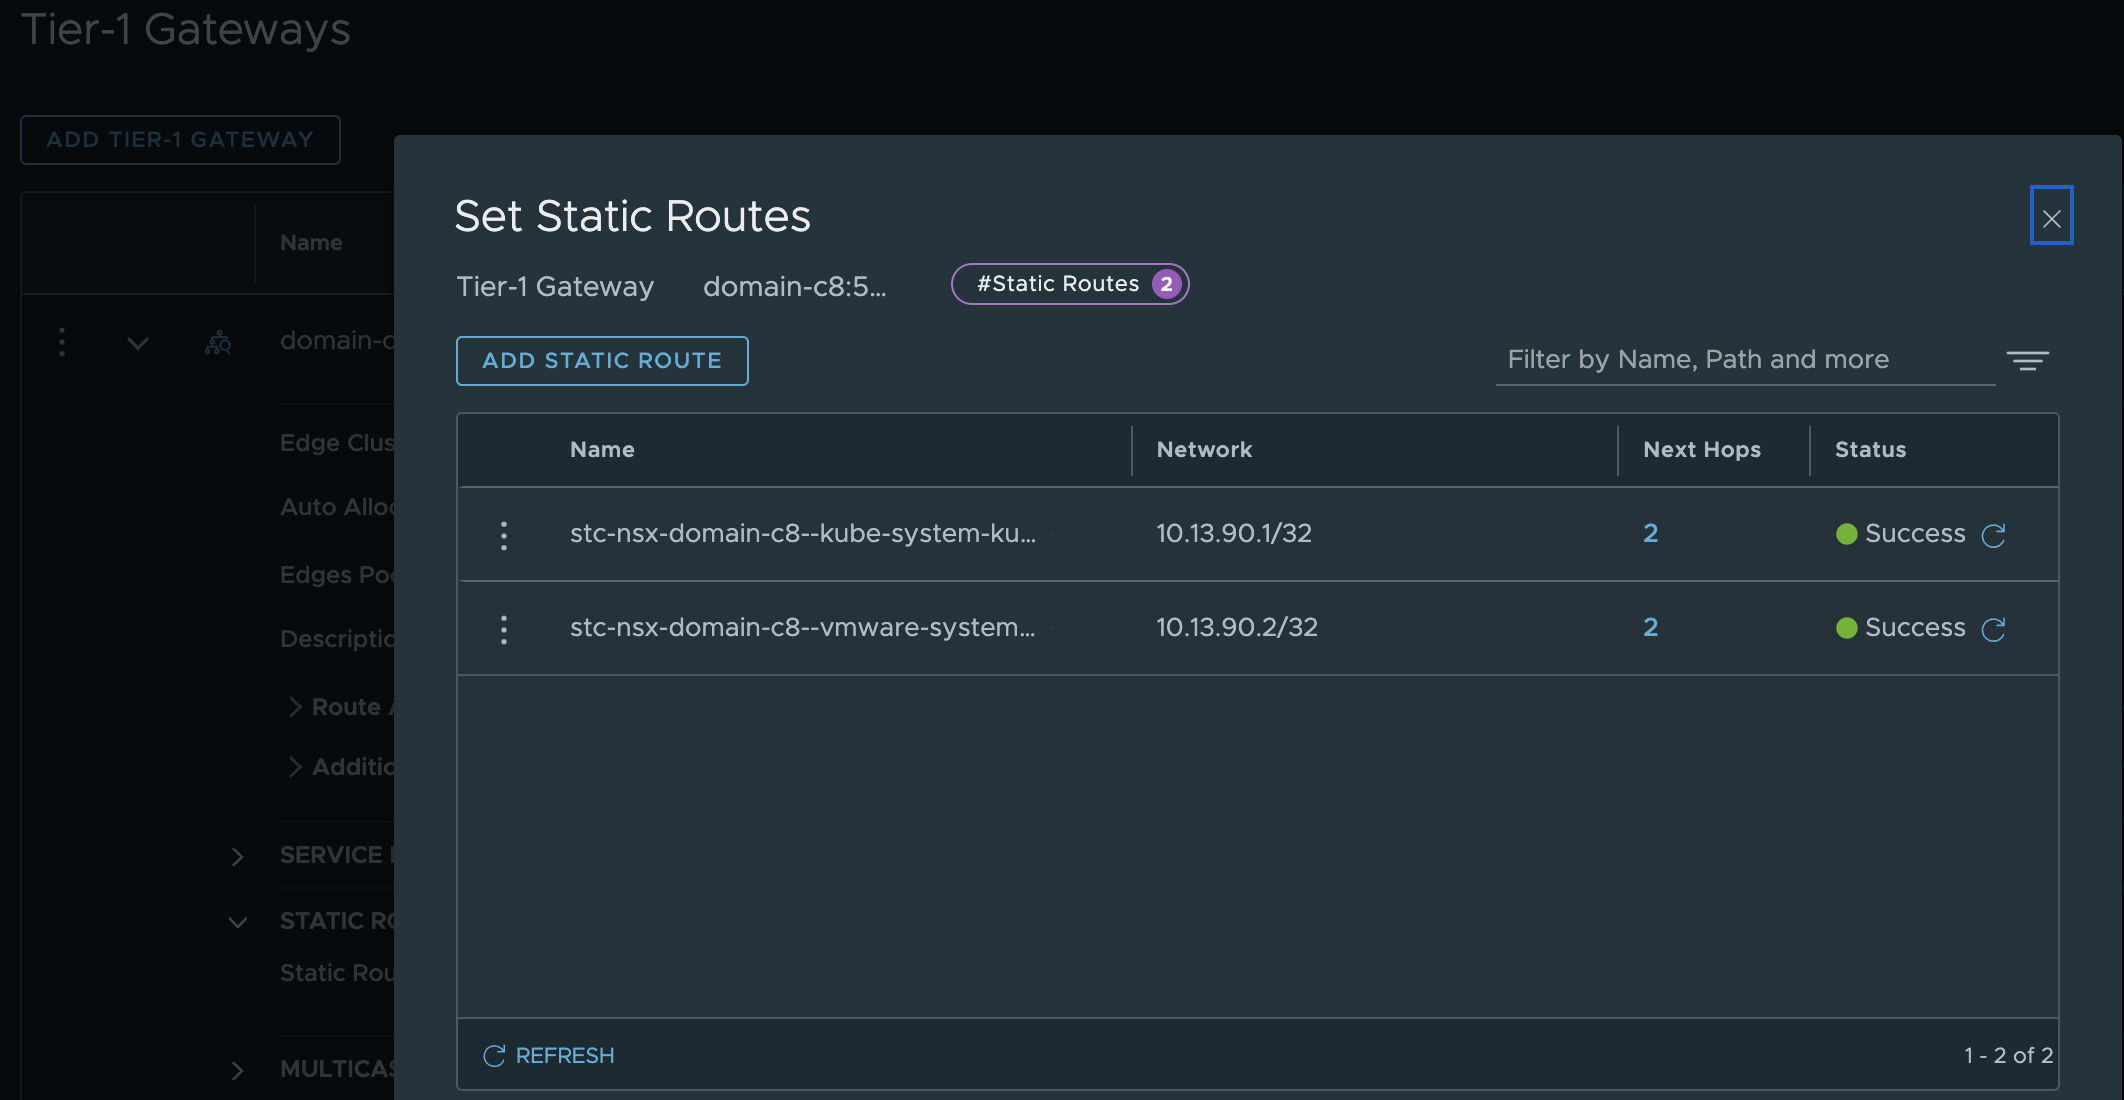 Tier-1 Gateways
ADD TIER-1 GATEWAY
Name
domain-c
Edge Clus
Auto Alloc
Edges Poo
Descriptio
Route A
Additio
SERVICE I
STATIC RO
Static Rou
MULTICAS
Set Static Routes
Tier-1 Gateway domain-c8:5... #Static Routes 2
ADD STATIC ROUTE Filter by Name, Path and more
Name Network Next Hops Status
stc-nsx-domain-c8--kube-system-ku... 10.13.90.1/32 2 Success
stc-nsx-domain-c8--vmware-system... 10.13.90.2/32 2 Success
REFRESH 1 - 2 of 2